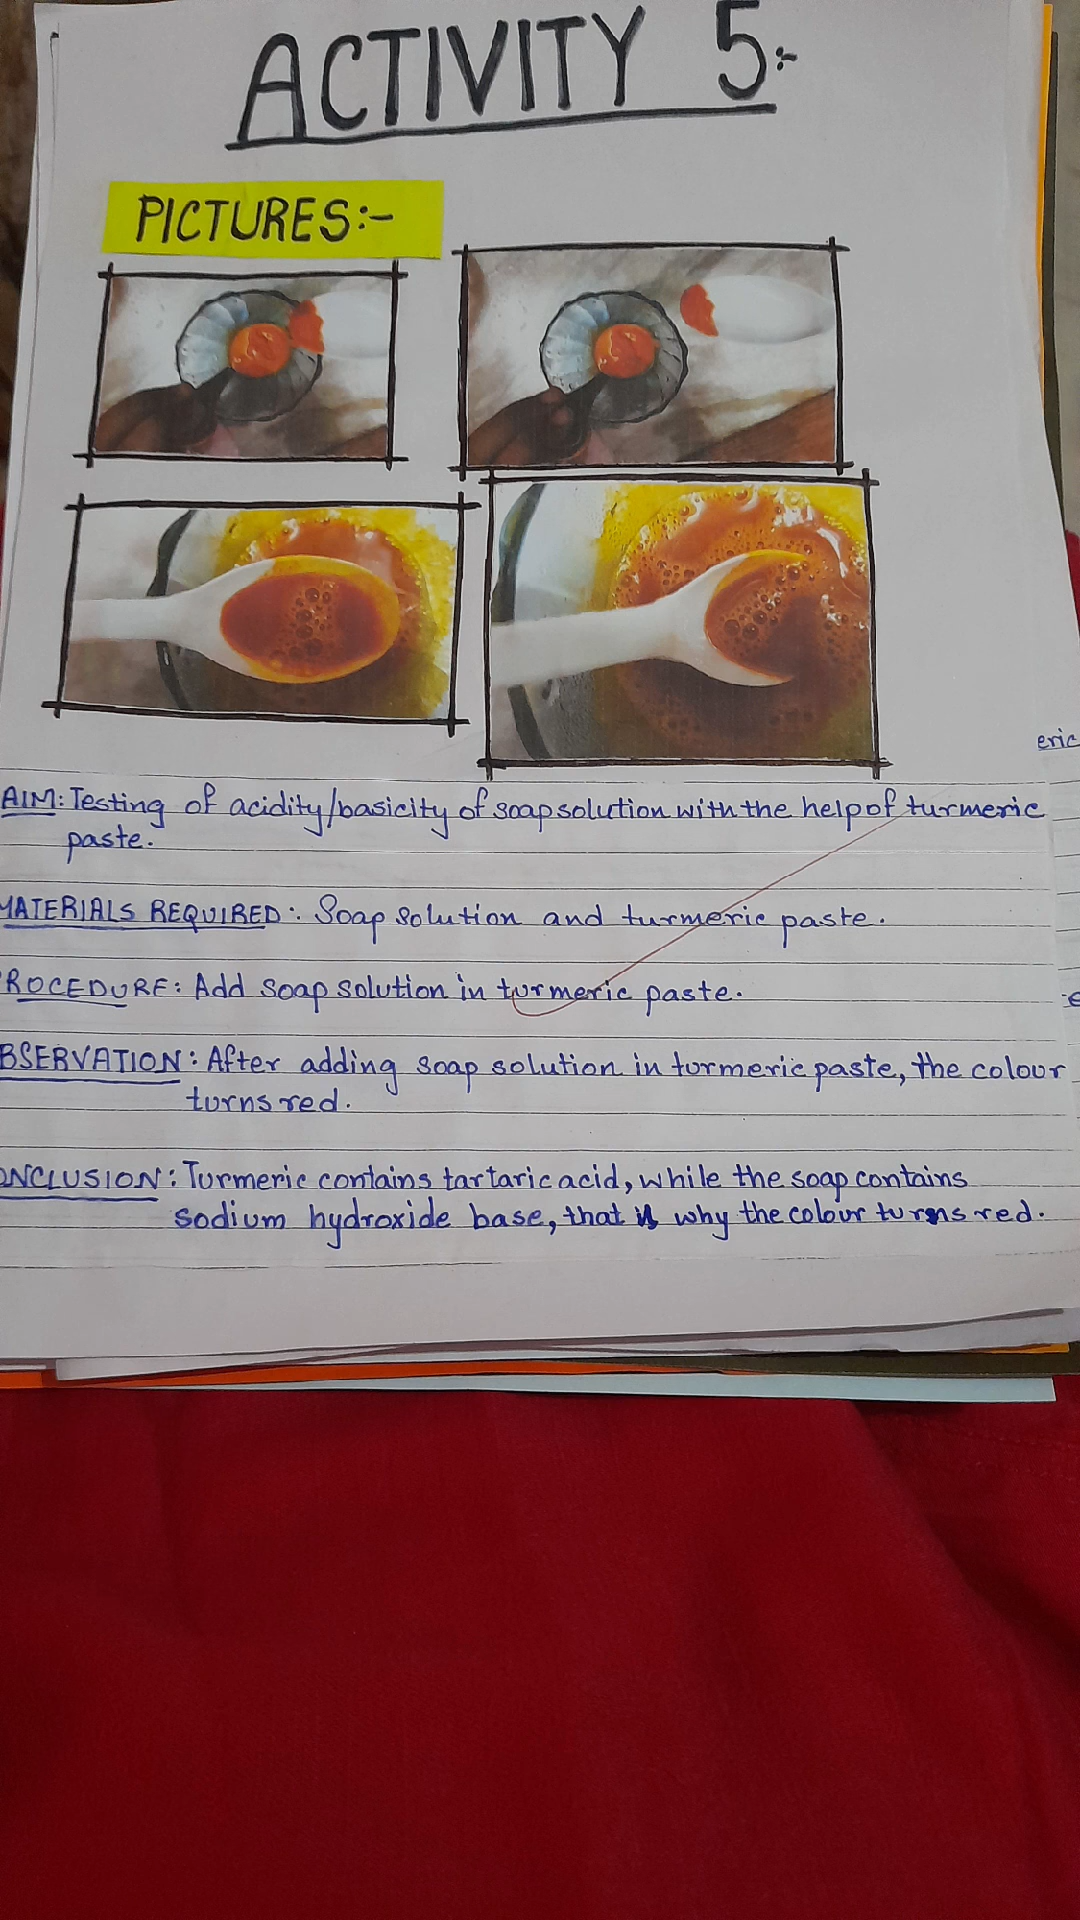 ACTIVITY 5:-
PICTURES:-
eric
AIM: Testing of acidity/basicity of soap solution with the help of turmeric
paste.
MATERIALS REQUIRED: Soap solution and turmeric paste.
ROCEDURE: Add soap solution in turmeric paste.
BSERVATION: After adding soap solution in turmeric paste, the colour
turns red.
ONCLUSION: Turmeric contains tartaric acid, while the soap contains
sodium hydroxide base, that is why the colour turns red.